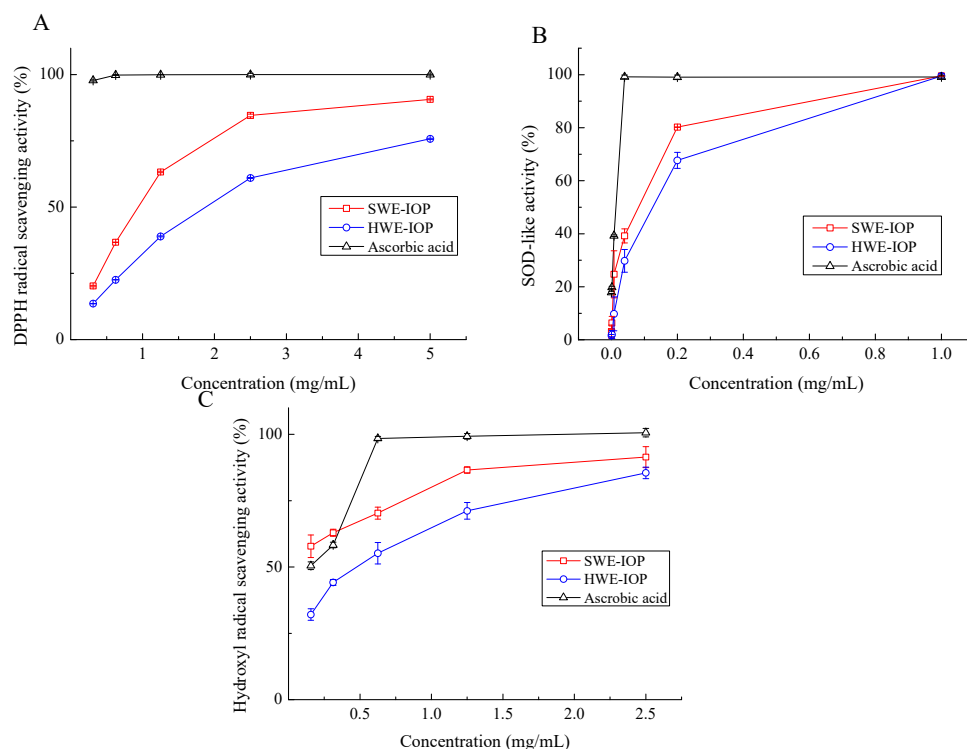 A
DPPH radical scavenging activity (%)
100
50
0
1
2
3
4
5
Concentration (mg/mL)
SWE-IOP
HWE-IOP
Ascorbic acid
B
SOD-like activity (%)
100
80
60
40
20
0
0.0
0.2
0.4
0.6
0.8
1.0
Concentration (mg/mL)
SWE-IOP
HWE-IOP
Ascrobic acid
C
Hydroxyl radical scavenging activity (%)
100
50
0
0.5
1.0
1.5
2.0
2.5
Concentration (mg/mL)
SWE-IOP
HWE-IOP
Ascrobic acid